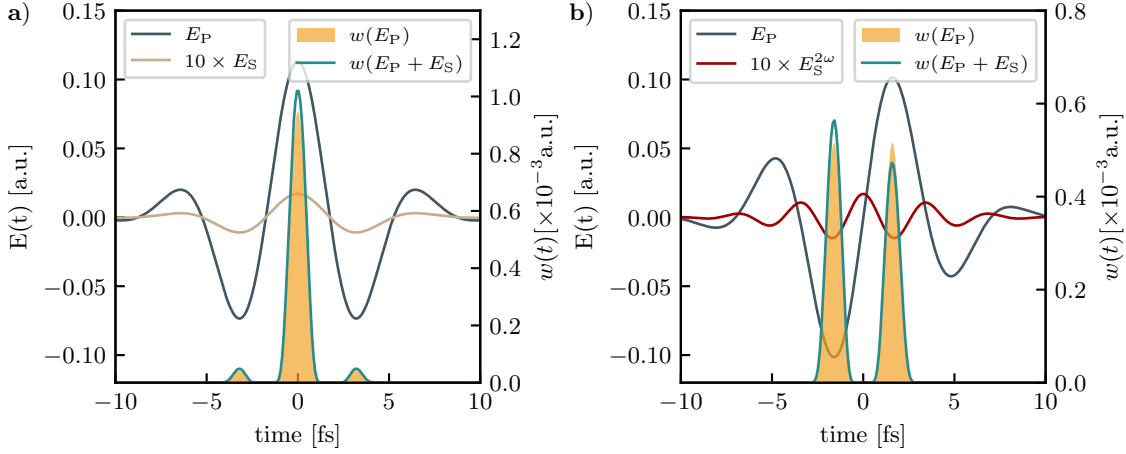 a)
E_P
10 × E_S
w(E_P)
w(E_P + E_S)
0.15
0.10
0.05
0.00
−0.05
−0.10
E(t) [a.u.]
1.2
1.0
0.8
0.6
0.4
0.2
0.0
w(t)[×10⁻³a.u.]
−10
−5
0
5
10
time [fs]
b)
E_P
10 × E_S^{2ω}
w(E_P)
w(E_P + E_S)
0.15
0.10
0.05
0.00
−0.05
−0.10
E(t) [a.u.]
0.8
0.6
0.4
0.2
0.0
w(t)[×10⁻³a.u.]
−10
−5
0
5
10
time [fs]